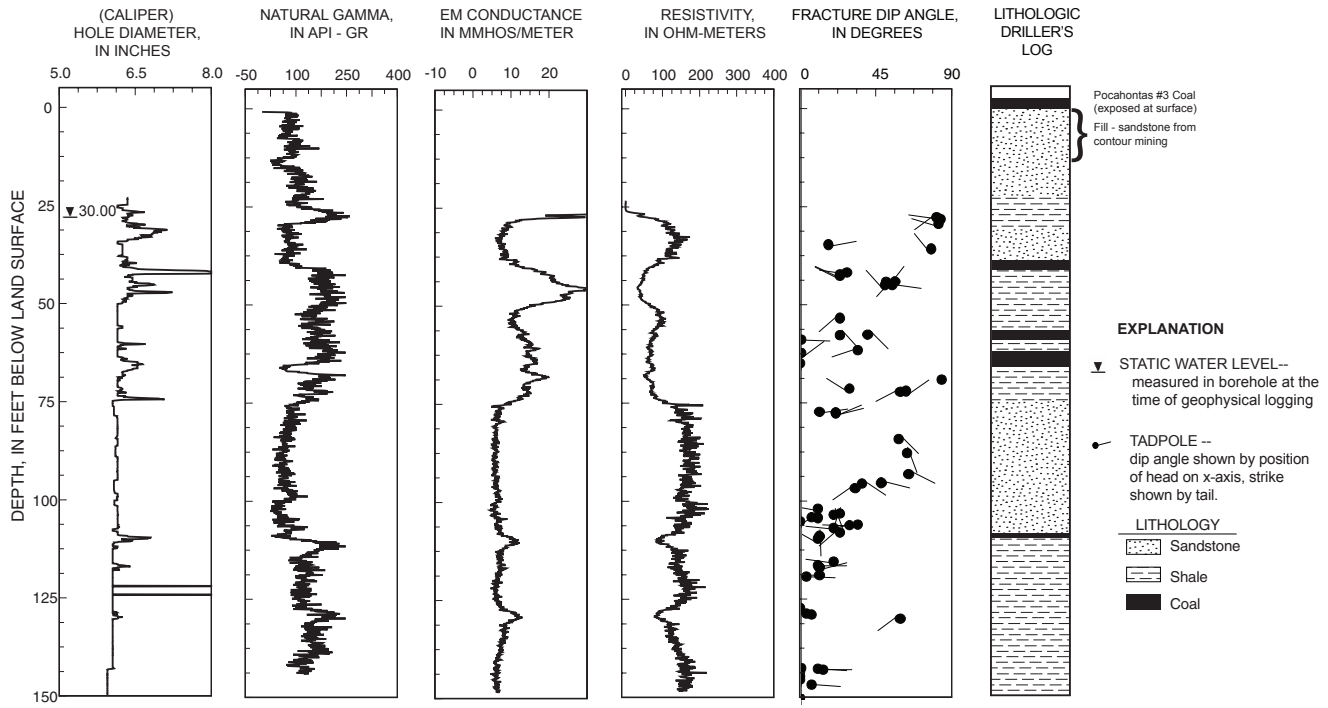 (CALIPER)
HOLE DIAMETER,
IN INCHES
5.0 6.5 8.0
NATURAL GAMMA,
IN API - GR
-50 100 250 400
EM CONDUCTANCE
IN MMHOS/METER
-10 0 10 20
RESISTIVITY,
IN OHM-METERS
0 100 200 300 400
FRACTURE DIP ANGLE,
IN DEGREES
0 45 90
LITHOLOGIC
DRILLER'S
LOG
DEPTH, IN FEET BELOW LAND SURFACE
0
25
50
75
100
125
150
30.00
Pocahontas #3 Coal
(exposed at surface)
Fill - sandstone from
contour mining
EXPLANATION
STATIC WATER LEVEL--
measured in borehole at the
time of geophysical logging
TADPOLE --
dip angle shown by position
of head on x-axis, strike
shown by tail.
LITHOLOGY
Sandstone
Shale
Coal